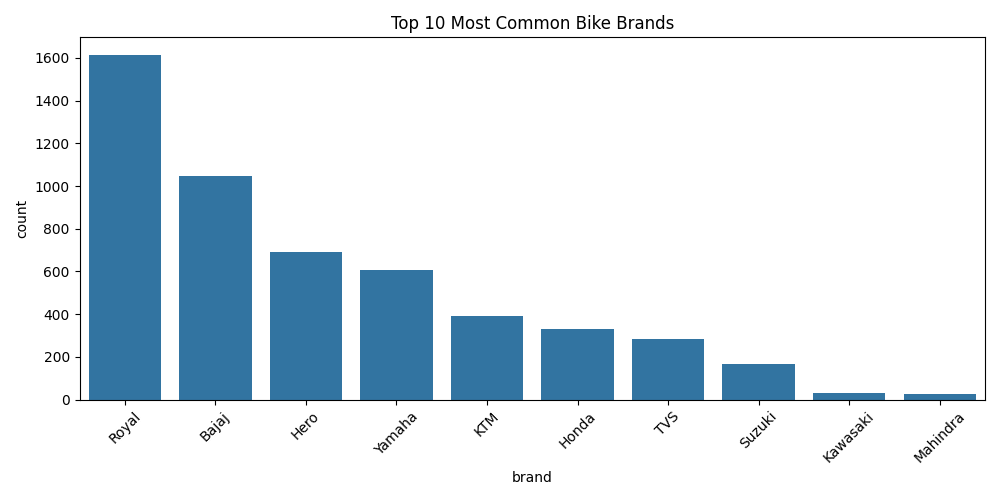 Top 10 Most Common Bike Brands
count
1600
1400
1200
1000
800
600
400
200
0
Royal
Bajaj
Hero
Yamaha
KTM
Honda
TVS
Suzuki
Kawasaki
Mahindra
brand